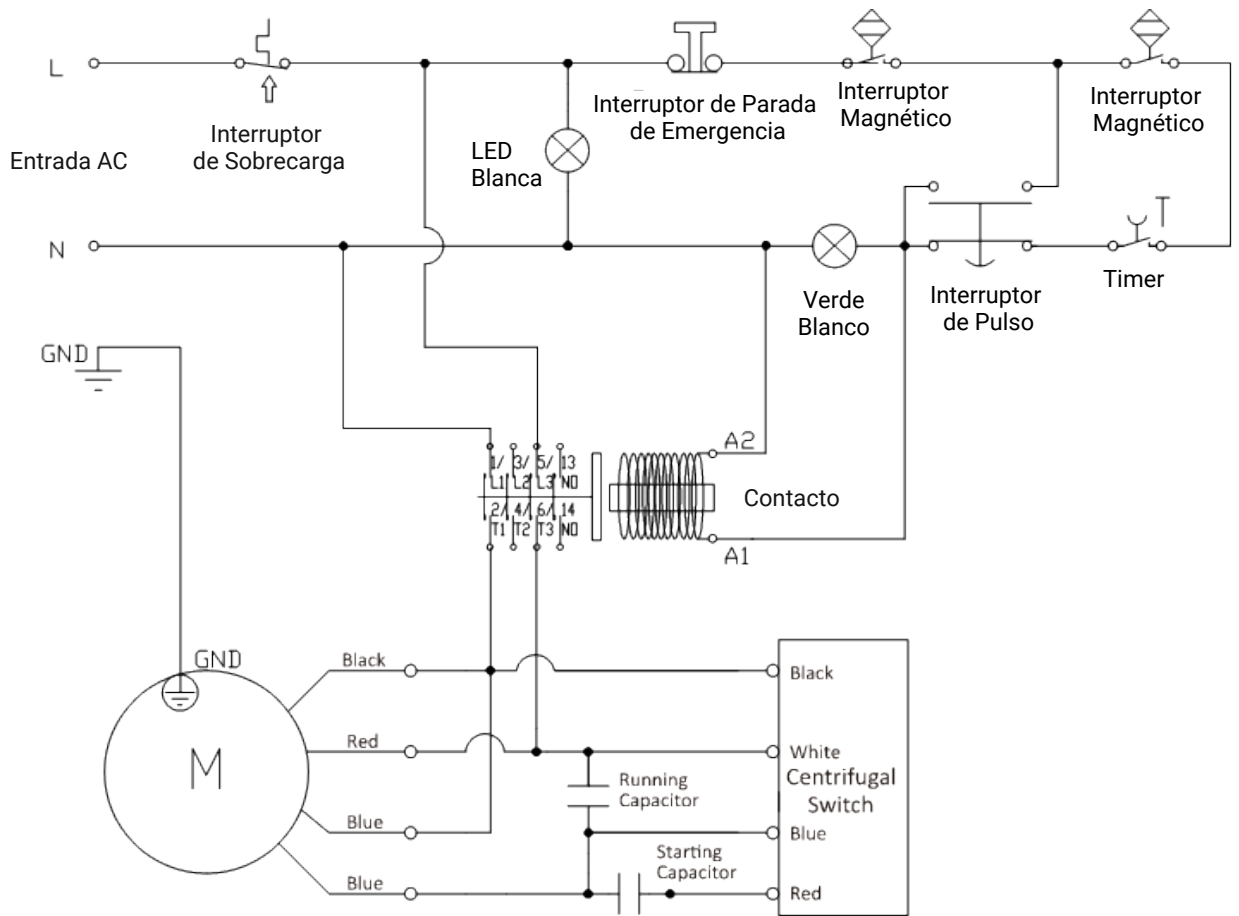 L
Interruptor
de Sobrecarga
Entrada AC
LED
Blanca
Interruptor de Parada
de Emergencia
Interruptor
Magnético
Interruptor
Magnético
N
T
Timer
Verde
Blanco
Interruptor
de Pulso
GND
A2
1/ 3/ 5/ 13
L1 L2 L3 NO
2/ 4/ 6/ 14
T1 T2 T3 NO
Contacto
A1
GND
M
Black
Red
Blue
Blue
Running
Capacitor
Starting
Capacitor
Black
White
Centrifugal
Switch
Blue
Red